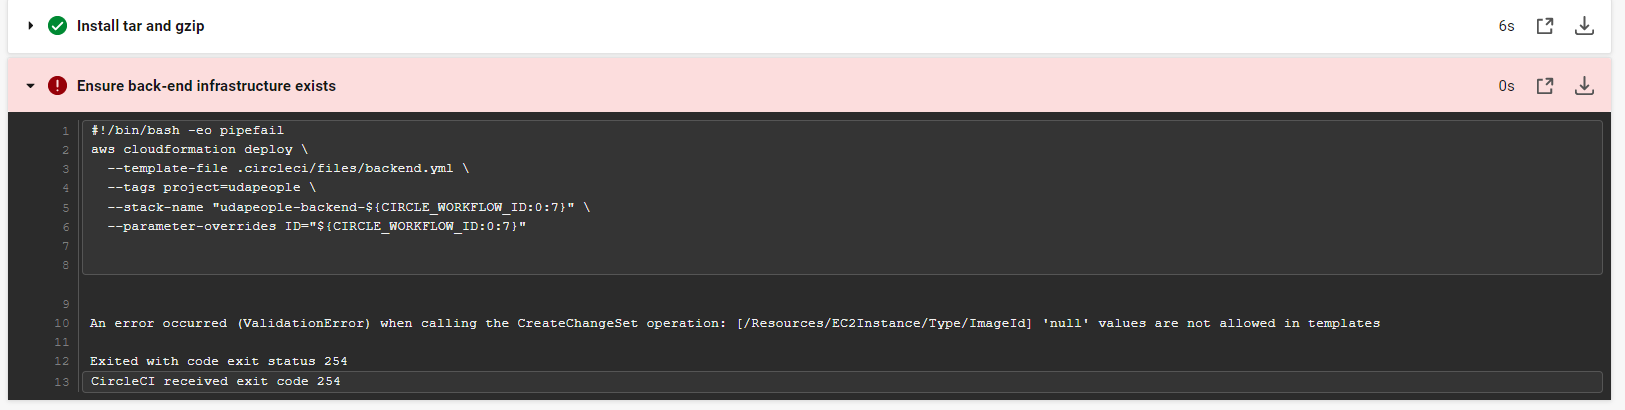 Install tar and gzip
6s
Ensure back-end infrastructure exists
0s
1 #!/bin/bash -eo pipefail
2 aws cloudformation deploy \
3   --template-file .circleci/files/backend.yml \
4   --tags project=udapeople \
5   --stack-name "udapeople-backend-${CIRCLE_WORKFLOW_ID:0:7}" \
6   --parameter-overrides ID="${CIRCLE_WORKFLOW_ID:0:7}"
7
8
9
10 An error occurred (ValidationError) when calling the CreateChangeSet operation: [/Resources/EC2Instance/Type/ImageId] 'null' values are not allowed in templates
11
12 Exited with code exit status 254
13 CircleCI received exit code 254